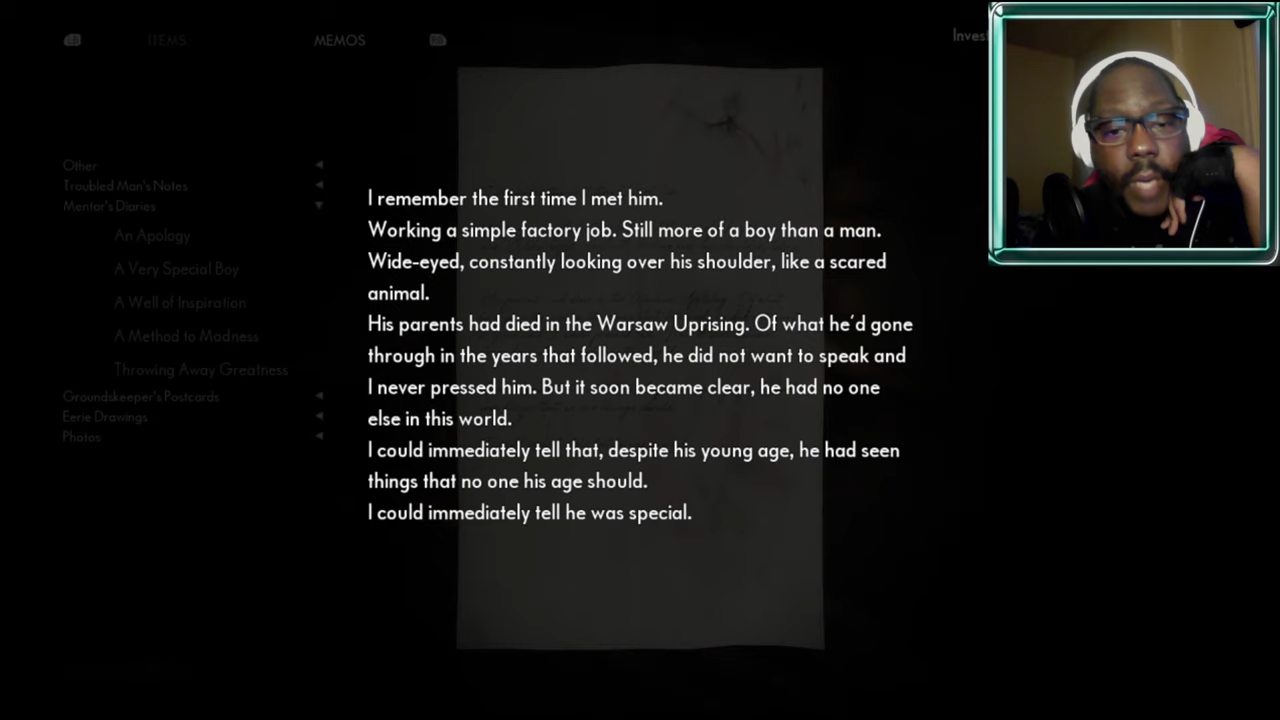 LB
ITEMS
MEMOS
RB
Invest
Other
Troubled Man's Notes
Mentor's Diaries
An Apology
A Very Special Boy
A Well of Inspiration
A Method to Madness
Throwing Away Greatness
Groundskeeper's Postcards
Eerie Drawings
Photos
I remember the first time I met him.
Working a simple factory job. Still more of a boy than a man.
Wide-eyed, constantly looking over his shoulder, like a scared
animal.
His parents had died in the Warsaw Uprising. Of what he'd gone
through in the years that followed, he did not want to speak and
I never pressed him. But it soon became clear, he had no one
else in this world.
I could immediately tell that, despite his young age, he had seen
things that no one his age should.
I could immediately tell he was special.